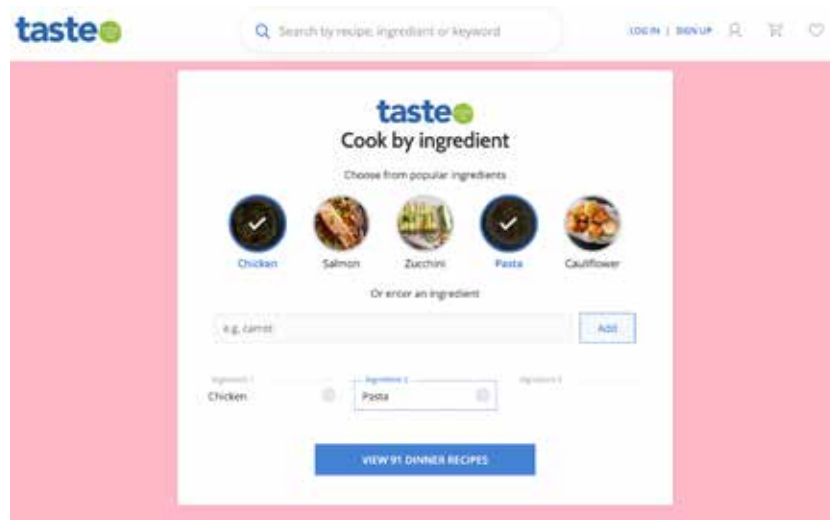 taste
Search by recipe, ingredient or keyword
LOG IN | SIGN UP
taste
Cook by ingredient
Choose from popular ingredients
Chicken Salmon Zucchini Pasta Cauliflower
Or enter an ingredient
e.g. carrot Add
Ingredient 1 Ingredient 2 Ingredient 3
Chicken Pasta
VIEW 91 DINNER RECIPES